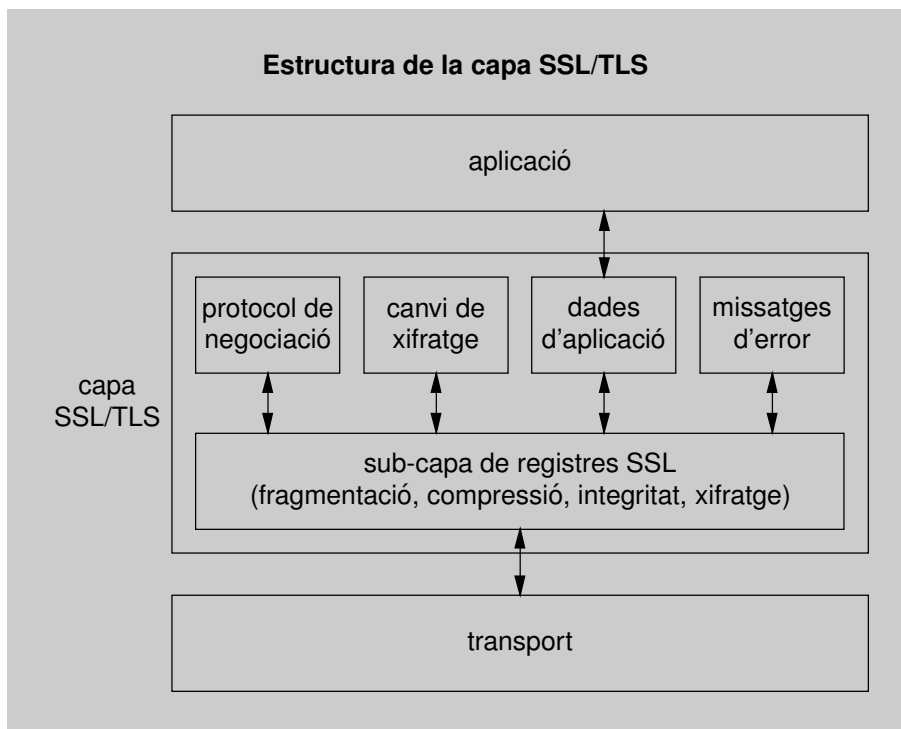 Estructura de la capa SSL/TLS
aplicació
protocol de
negociació
canvi de
xifratge
dades
d'aplicació
missatges
d'error
capa
SSL/TLS
sub-capa de registres SSL
(fragmentació, compressió, integritat, xifratge)
transport